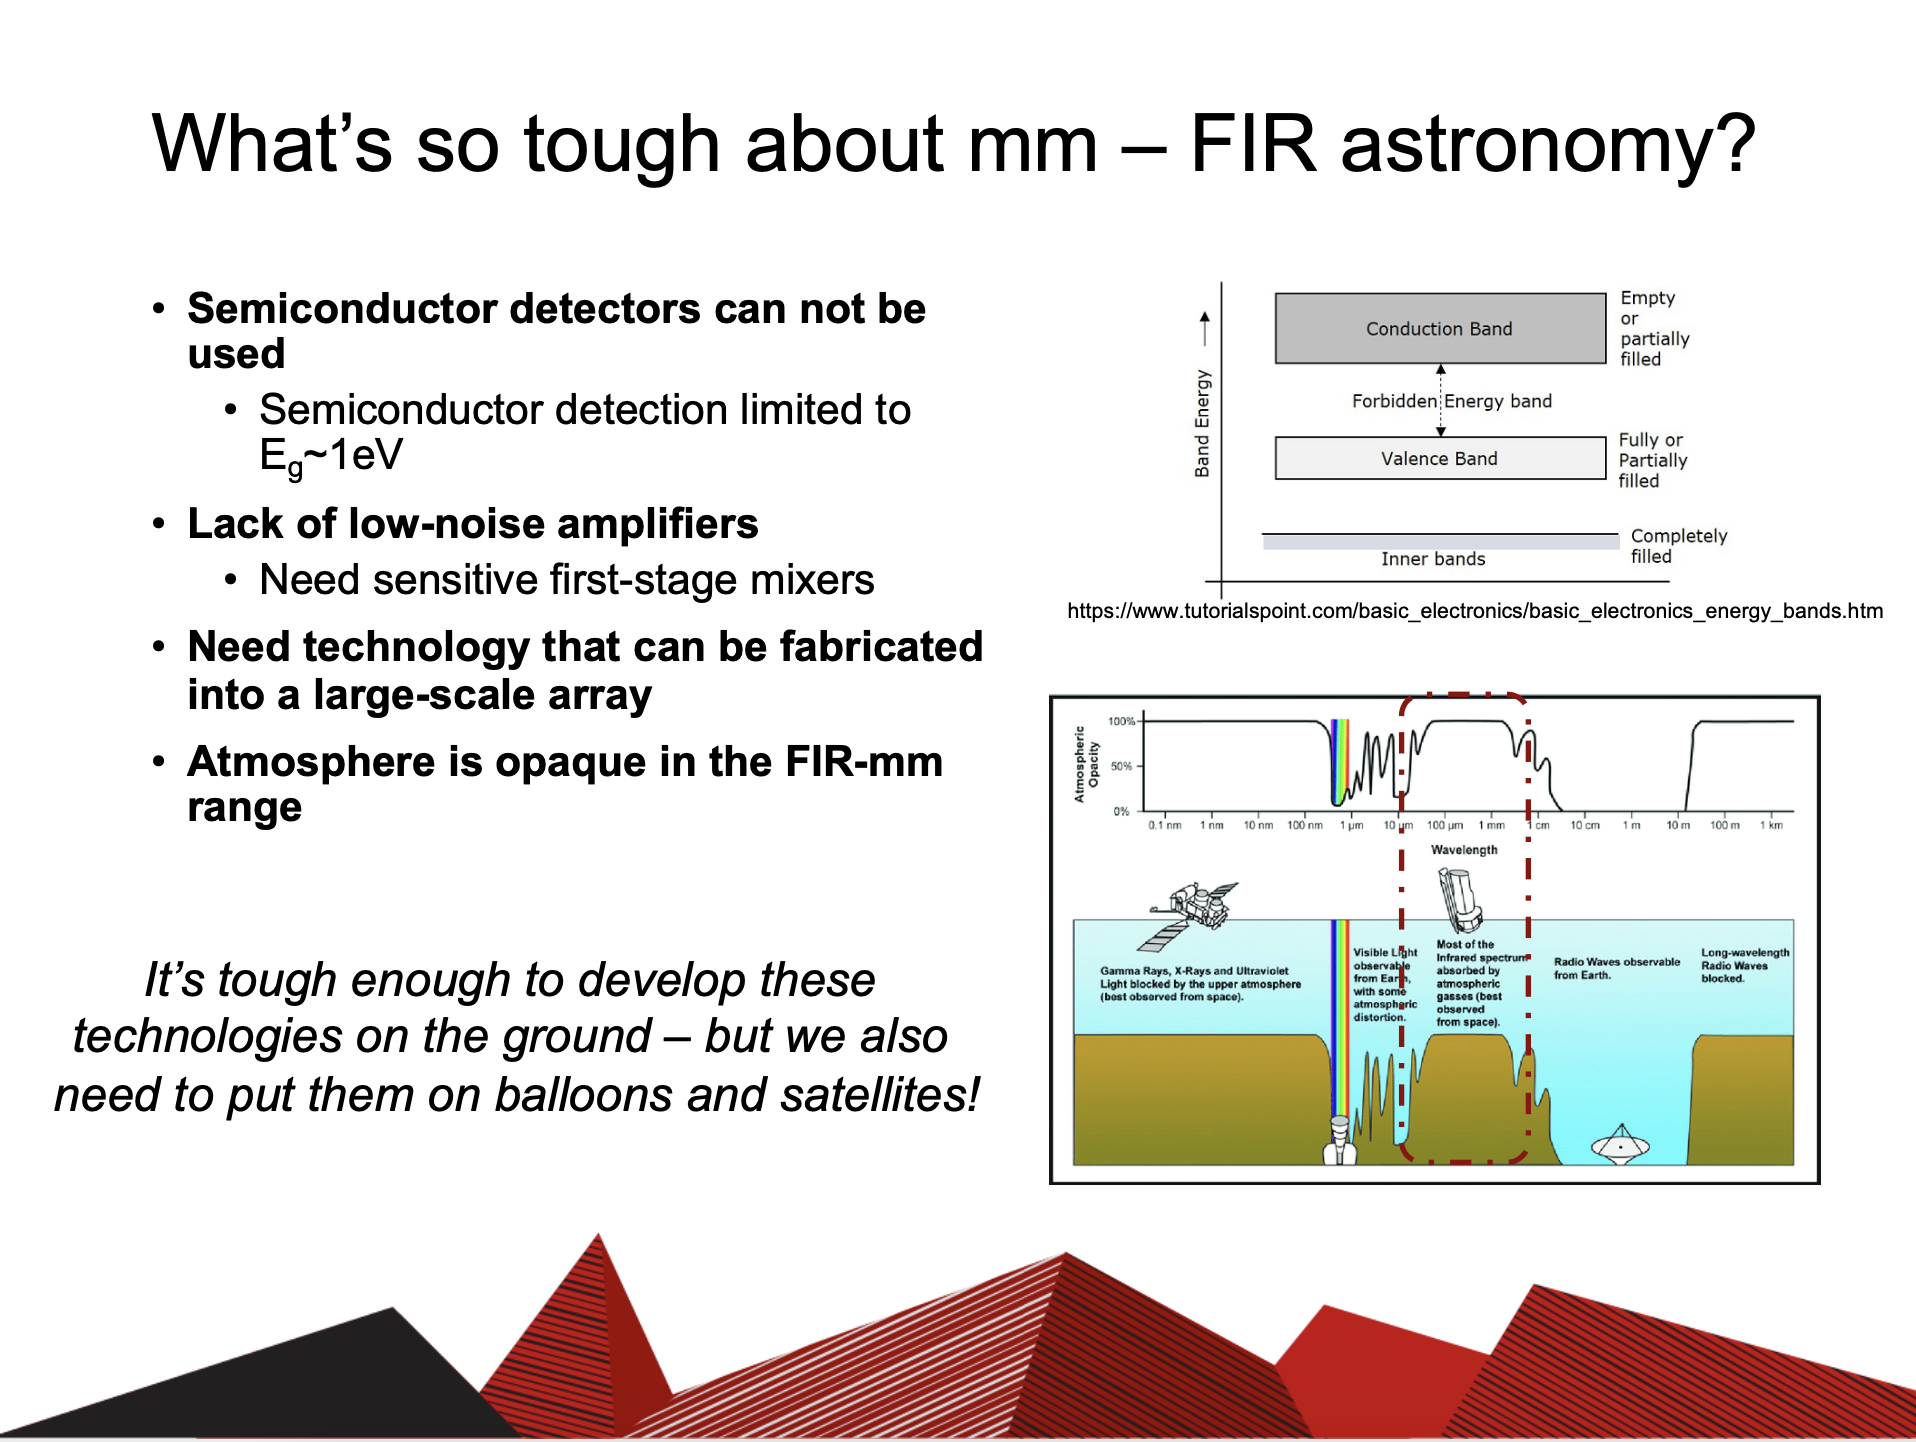 What’s so tough about mm – FIR astronomy?
• Semiconductor detectors can not be
used
• Semiconductor detection limited to
Eg~1eV
• Lack of low-noise amplifiers
• Need sensitive first-stage mixers
• Need technology that can be fabricated
into a large-scale array
• Atmosphere is opaque in the FIR-mm
range
It’s tough enough to develop these
technologies on the ground – but we also
need to put them on balloons and satellites!
Band Energy
Conduction Band
Empty
or
partially
filled
Forbidden Energy band
Valence Band
Fully or
Partially
filled
Inner bands
Completely
filled
https://www.tutorialspoint.com/basic_electronics/basic_electronics_energy_bands.htm
Atmospheric
Opacity
100%
50%
0%
0.1 nm 1 nm 10 nm 100 nm 1 µm 10 µm 100 µm 1 mm 1 cm 10 cm 1 m 10 m 100 m 1 km
Wavelength
Gamma Rays, X-Rays and Ultraviolet
Light blocked by the upper atmosphere
(best observed from space).
Visible Light
observable
from Earth,
with some
atmospheric
distortion.
Most of the
Infrared spectrum
absorbed by
atmospheric
gasses (best
observed
from space).
Radio Waves observable
from Earth.
Long-wavelength
Radio Waves
blocked.